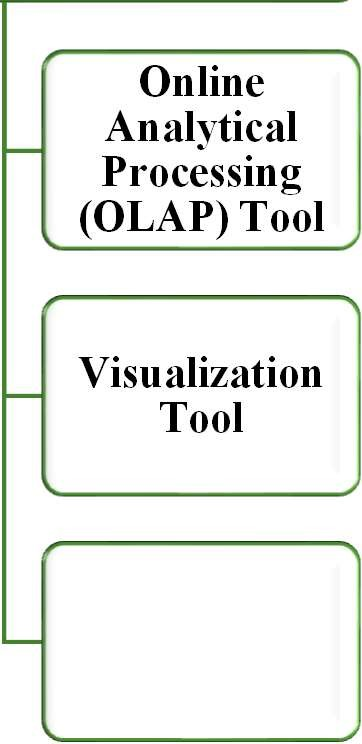 Online
Analytical
Processing
(OLAP) Tool
Visualization
Tool